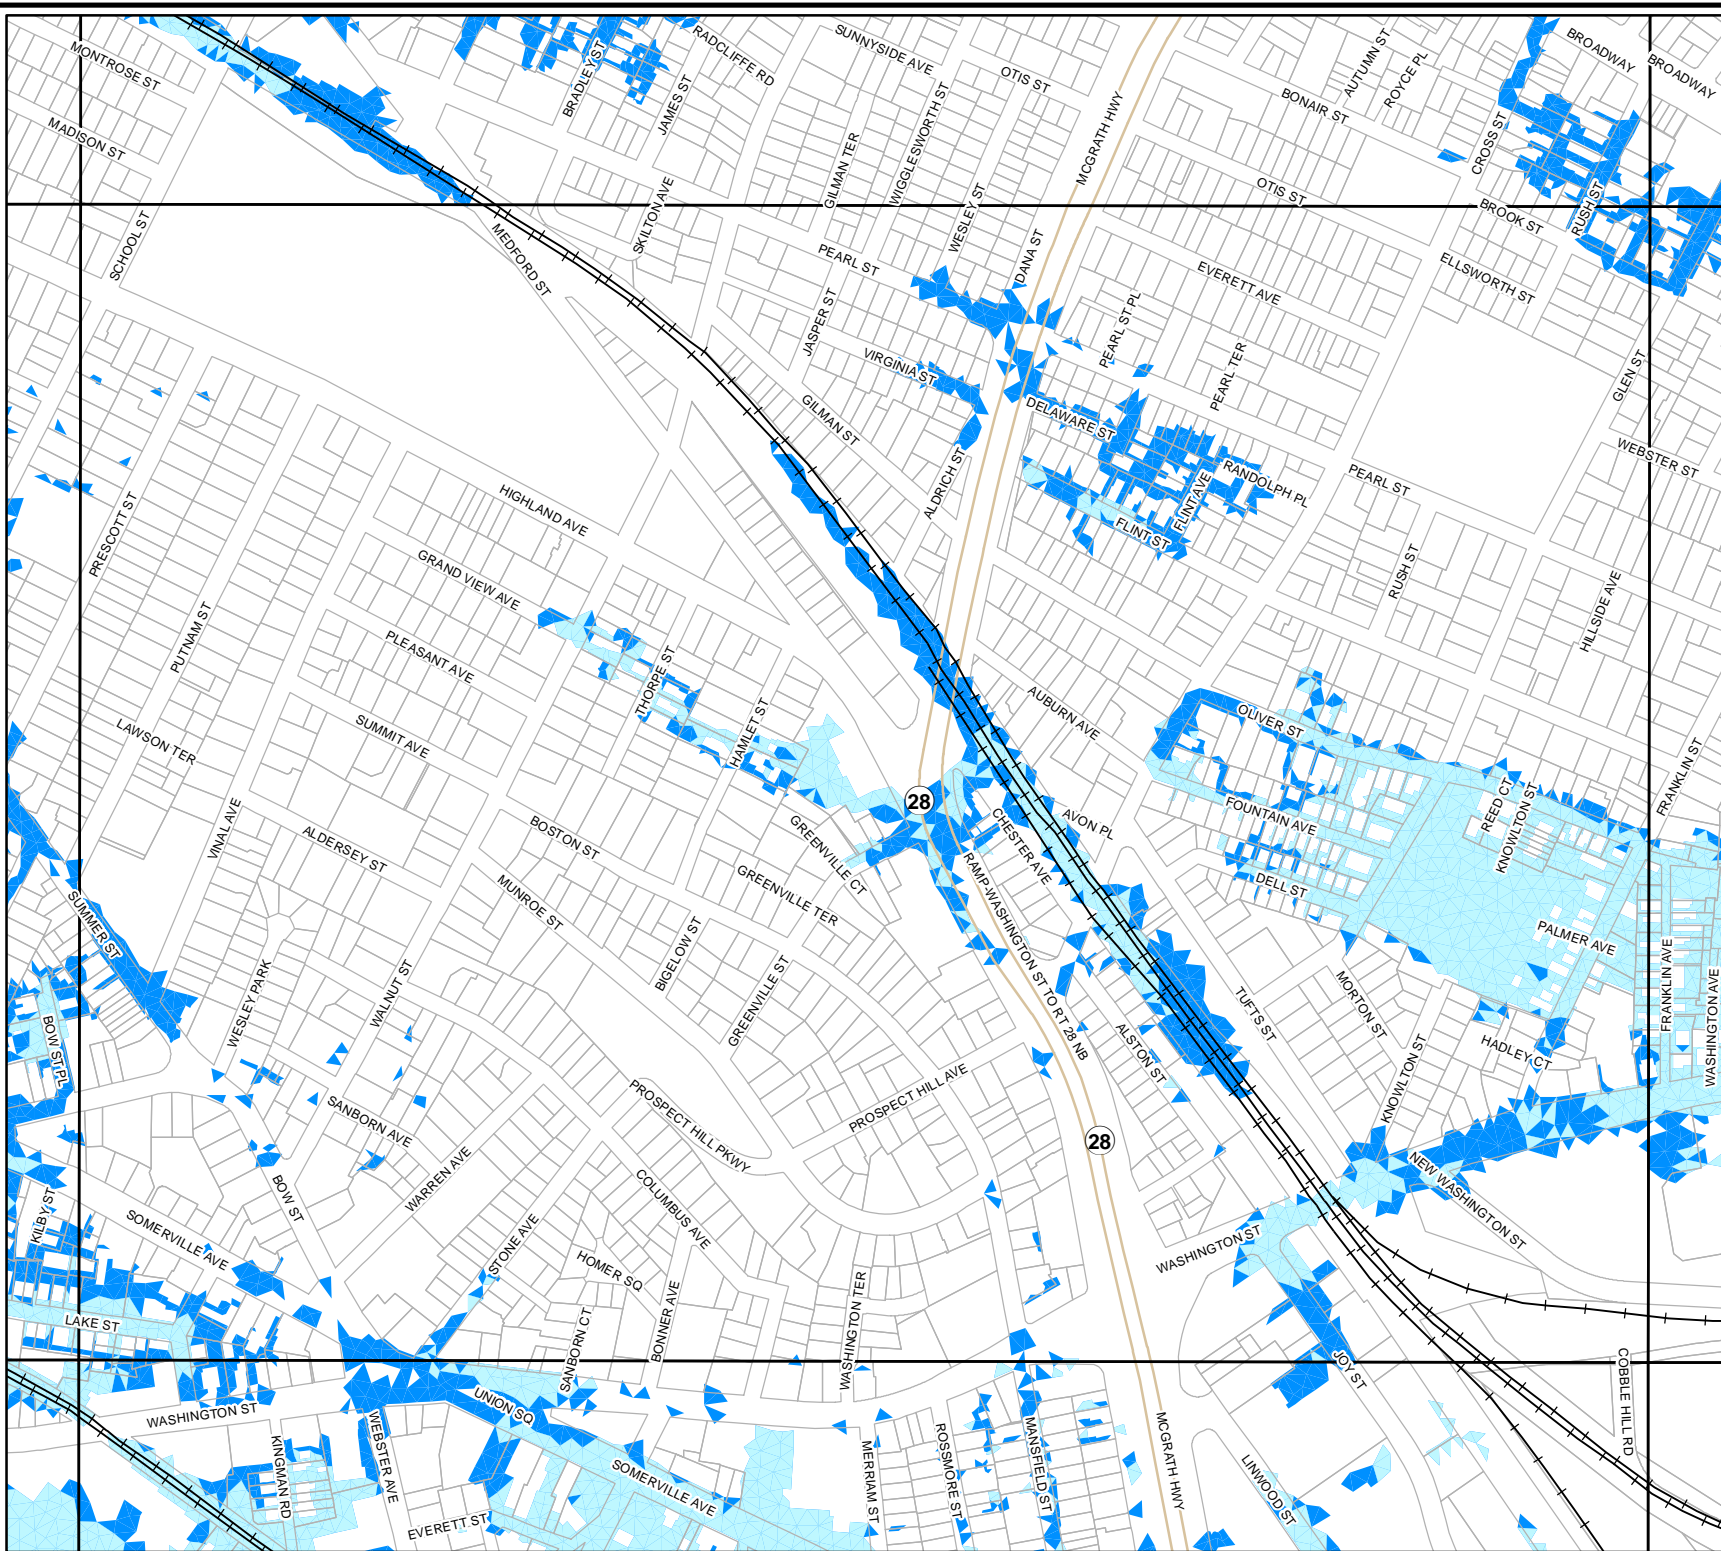 MONTROSE ST
MADISON ST
BRADLEY ST
JAMES ST
RADCLIFFE RD
SUNNYSIDE AVE
OTIS ST
AUTUMN ST
ROYCE PL
BROADWAY
BROADWAY
BONAIR ST
MCGRATH HWY
CROSS ST
GILMAN TER
WIGGLESWORTH ST
WESLEY ST
SKILTON AVE
SCHOOL ST
MEDFORD ST
OTIS ST
BROOK ST
RUSH ST
DANA ST
PEARL ST
EVERETT AVE
ELLSWORTH ST
JASPER ST
PEARL ST PL
VIRGINIA ST
PEARL TER
GLEN ST
GILMAN ST
DELAWARE ST
RANDOLPH PL
PEARL ST
WEBSTER ST
ALDRICH ST
FLINT AVE
FLINT ST
HIGHLAND AVE
PRESCOTT ST
GRAND VIEW AVE
RUSH ST
HILLSIDE AVE
PUTNAM ST
PLEASANT AVE
THORPE ST
HAMLET ST
AUBURN AVE
OLIVER ST
LAWSON TER
SUMMIT AVE
FRANKLIN ST
28
REED CT
KNOWLTON ST
FOUNTAIN AVE
AVON PL
CHESTER AVE
VINAL AVE
ALDERSEY ST
BOSTON ST
GREENVILLE CT
MUNROE ST
GREENVILLE TER
RAMP-WASHINGTON ST TO RT 28 NB
DELL ST
SUMMER ST
PALMER AVE
BIGELOW ST
FRANKLIN AVE
WASHINGTON AVE
WESLEY PARK
WALNUT ST
GREENVILLE ST
TUFTS ST
MORTON ST
BOW ST PL
ALSTON ST
HADLEY CT
KNOWLTON ST
SANBORN AVE
PROSPECT HILL PKWY
PROSPECT HILL AVE
28
WARREN AVE
BOW ST
COLUMBUS AVE
NEW WASHINGTON ST
KILBY ST
SOMERVILLE AVE
STONE AVE
HOMER SQ
WASHINGTON ST
BONNER AVE
WASHINGTON TER
SANBORN CT
LAKE ST
JOY ST
COBBLE HILL RD
WASHINGTON ST
UNION SQ
WEBSTER AVE
KINGMAN RD
SOMERVILLE AVE
EVERETT ST
MERRIAM ST
ROSSMORE ST
MANSFIELD ST
MCGRATH HWY
LINWOOD ST